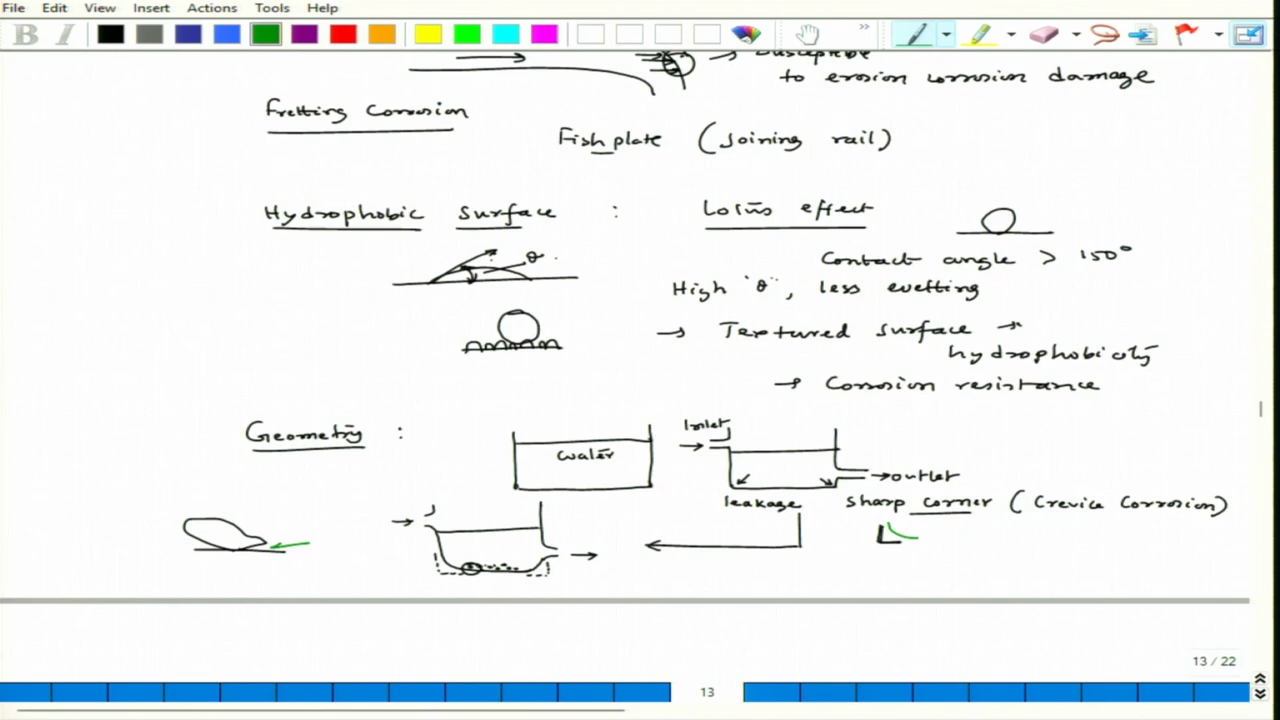 File Edit View Insert Actions Tools Help
B I
→ Susceptible
to erosion corrosion damage
Fretting Corrosion
Fishplate (Joining rail)
Hydrophobic Surface : Lotus effect
θ
Contact angle > 150°
High "θ", less wetting
→ Textured surface →
hydrophobicity
→ Corrosion resistance
Geometry :
Water
Inlet
→ outlet
leakage
Sharp corner (Crevice Corrosion)
13 / 22
13